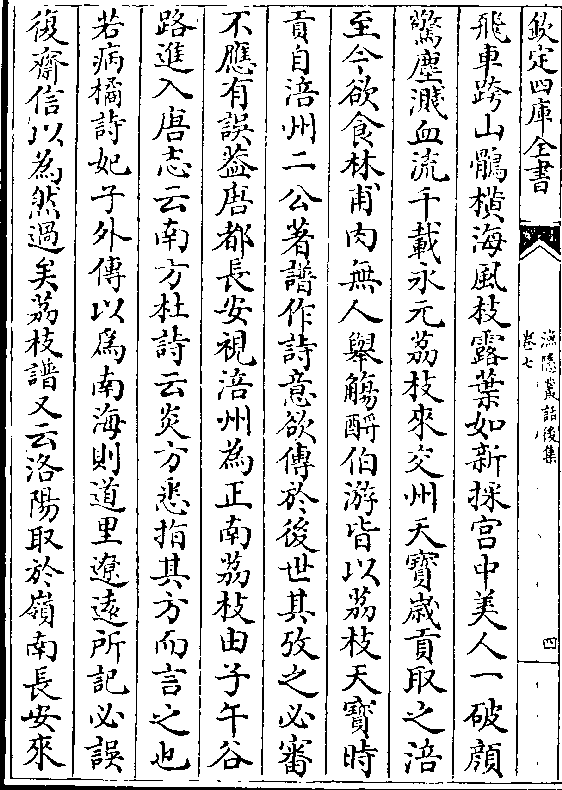 欽定四庫全書
漁隱叢話後集
卷七
四
飛車跨山鶻橫海風枝露葉如新採宫中美人一破顔
驚塵濺血流千載永元荔枝來交州天寶嵗貢取之涪
至今欲食林甫肉無人舉觴酹伯游皆以荔枝天寶時
貢自涪州二公著譜作詩意欲傳於後世其攷之必審
不應有誤葢唐都長安視涪州為正南荔枝由子午谷
路進入唐志云南方杜詩云炎方悉指其方而言之也
若病橘詩妃子外傳以爲南海則道里遼遠所記必誤
復齋信以為然過矣荔枝譜又云洛陽取於嶺南長安來